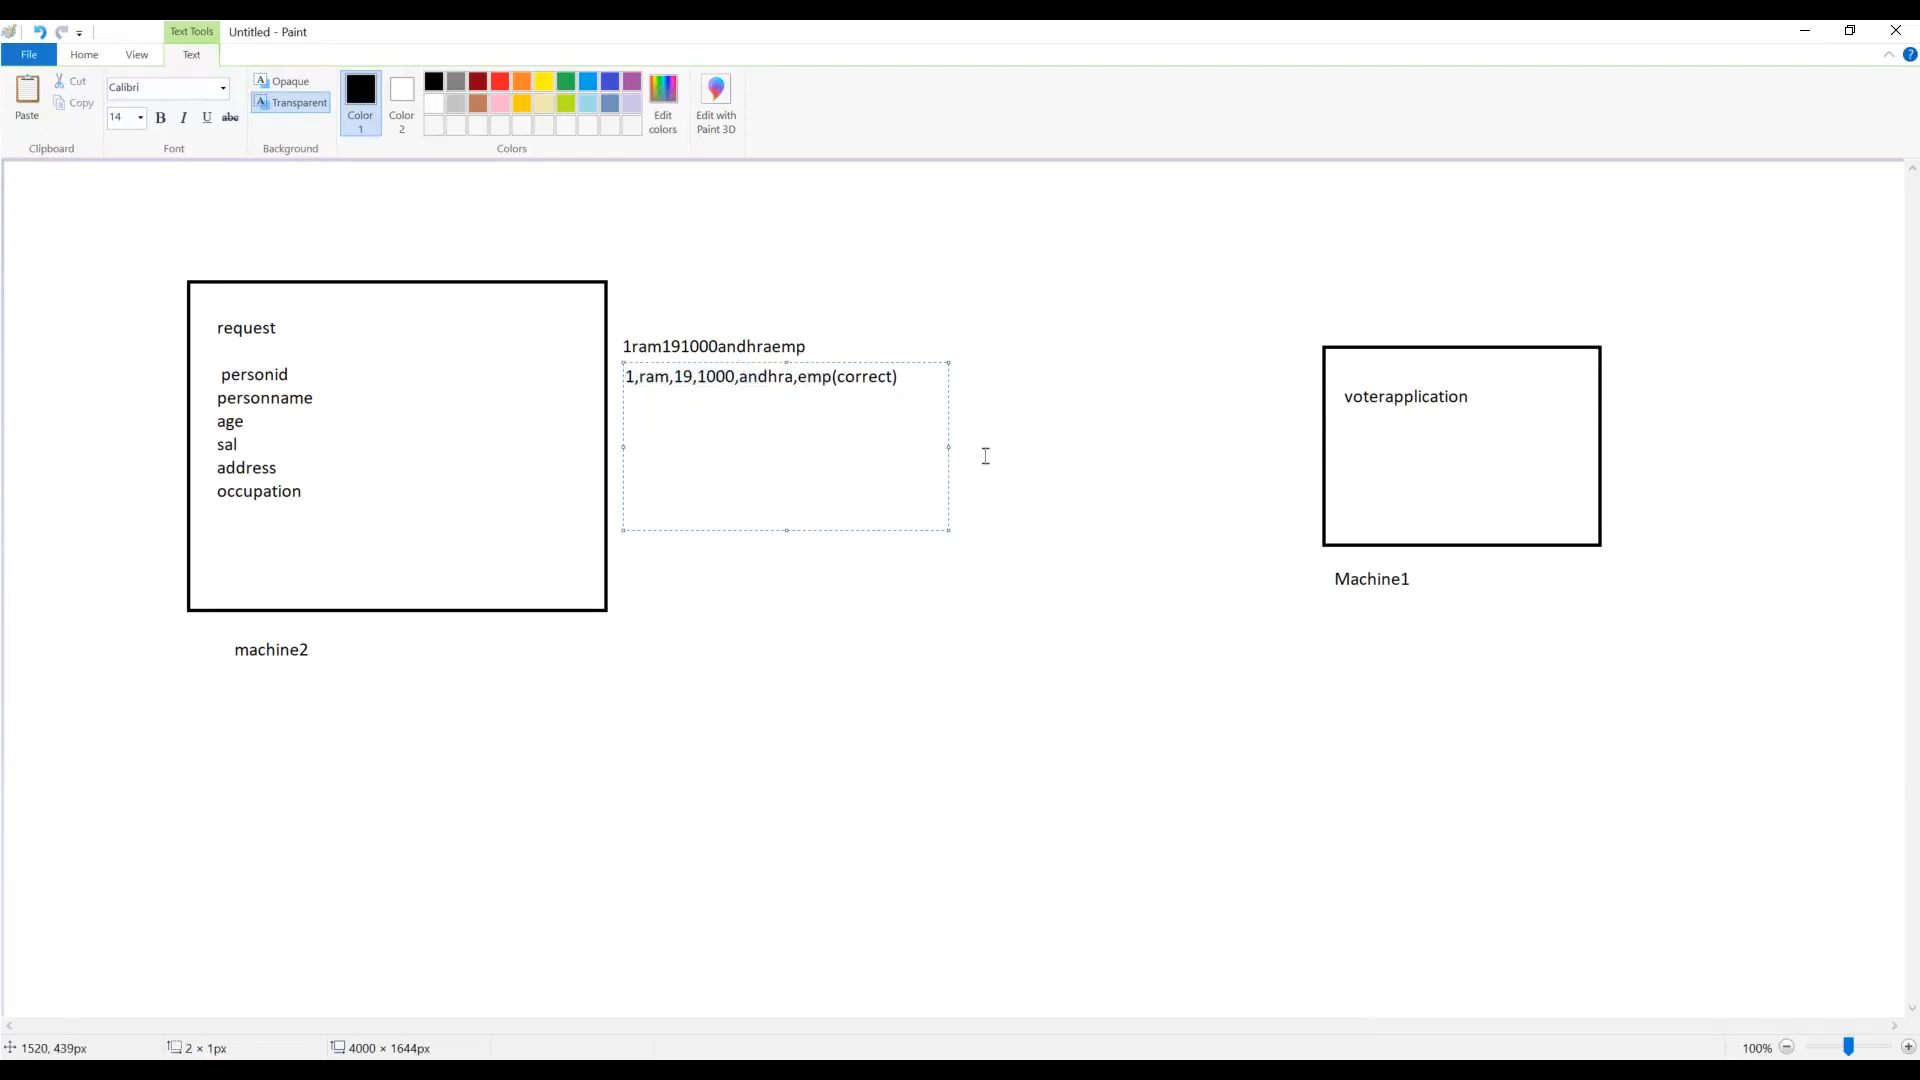 Text Tools
Untitled - Paint
File
Home
View
Text
Paste
Cut
Copy
Clipboard
Calibri
14
B
I
U
abc
Font
Opaque
Transparent
Background
Color
1
Color
2
Edit
colors
Colors
Edit with
Paint 3D
request
personid
personname
age
sal
address
occupation
machine2
1ram191000andhraemp
1,ram,19,1000,andhra,emp(correct)
voterapplication
Machine1
1520, 439px
2 × 1px
4000 × 1644px
100%